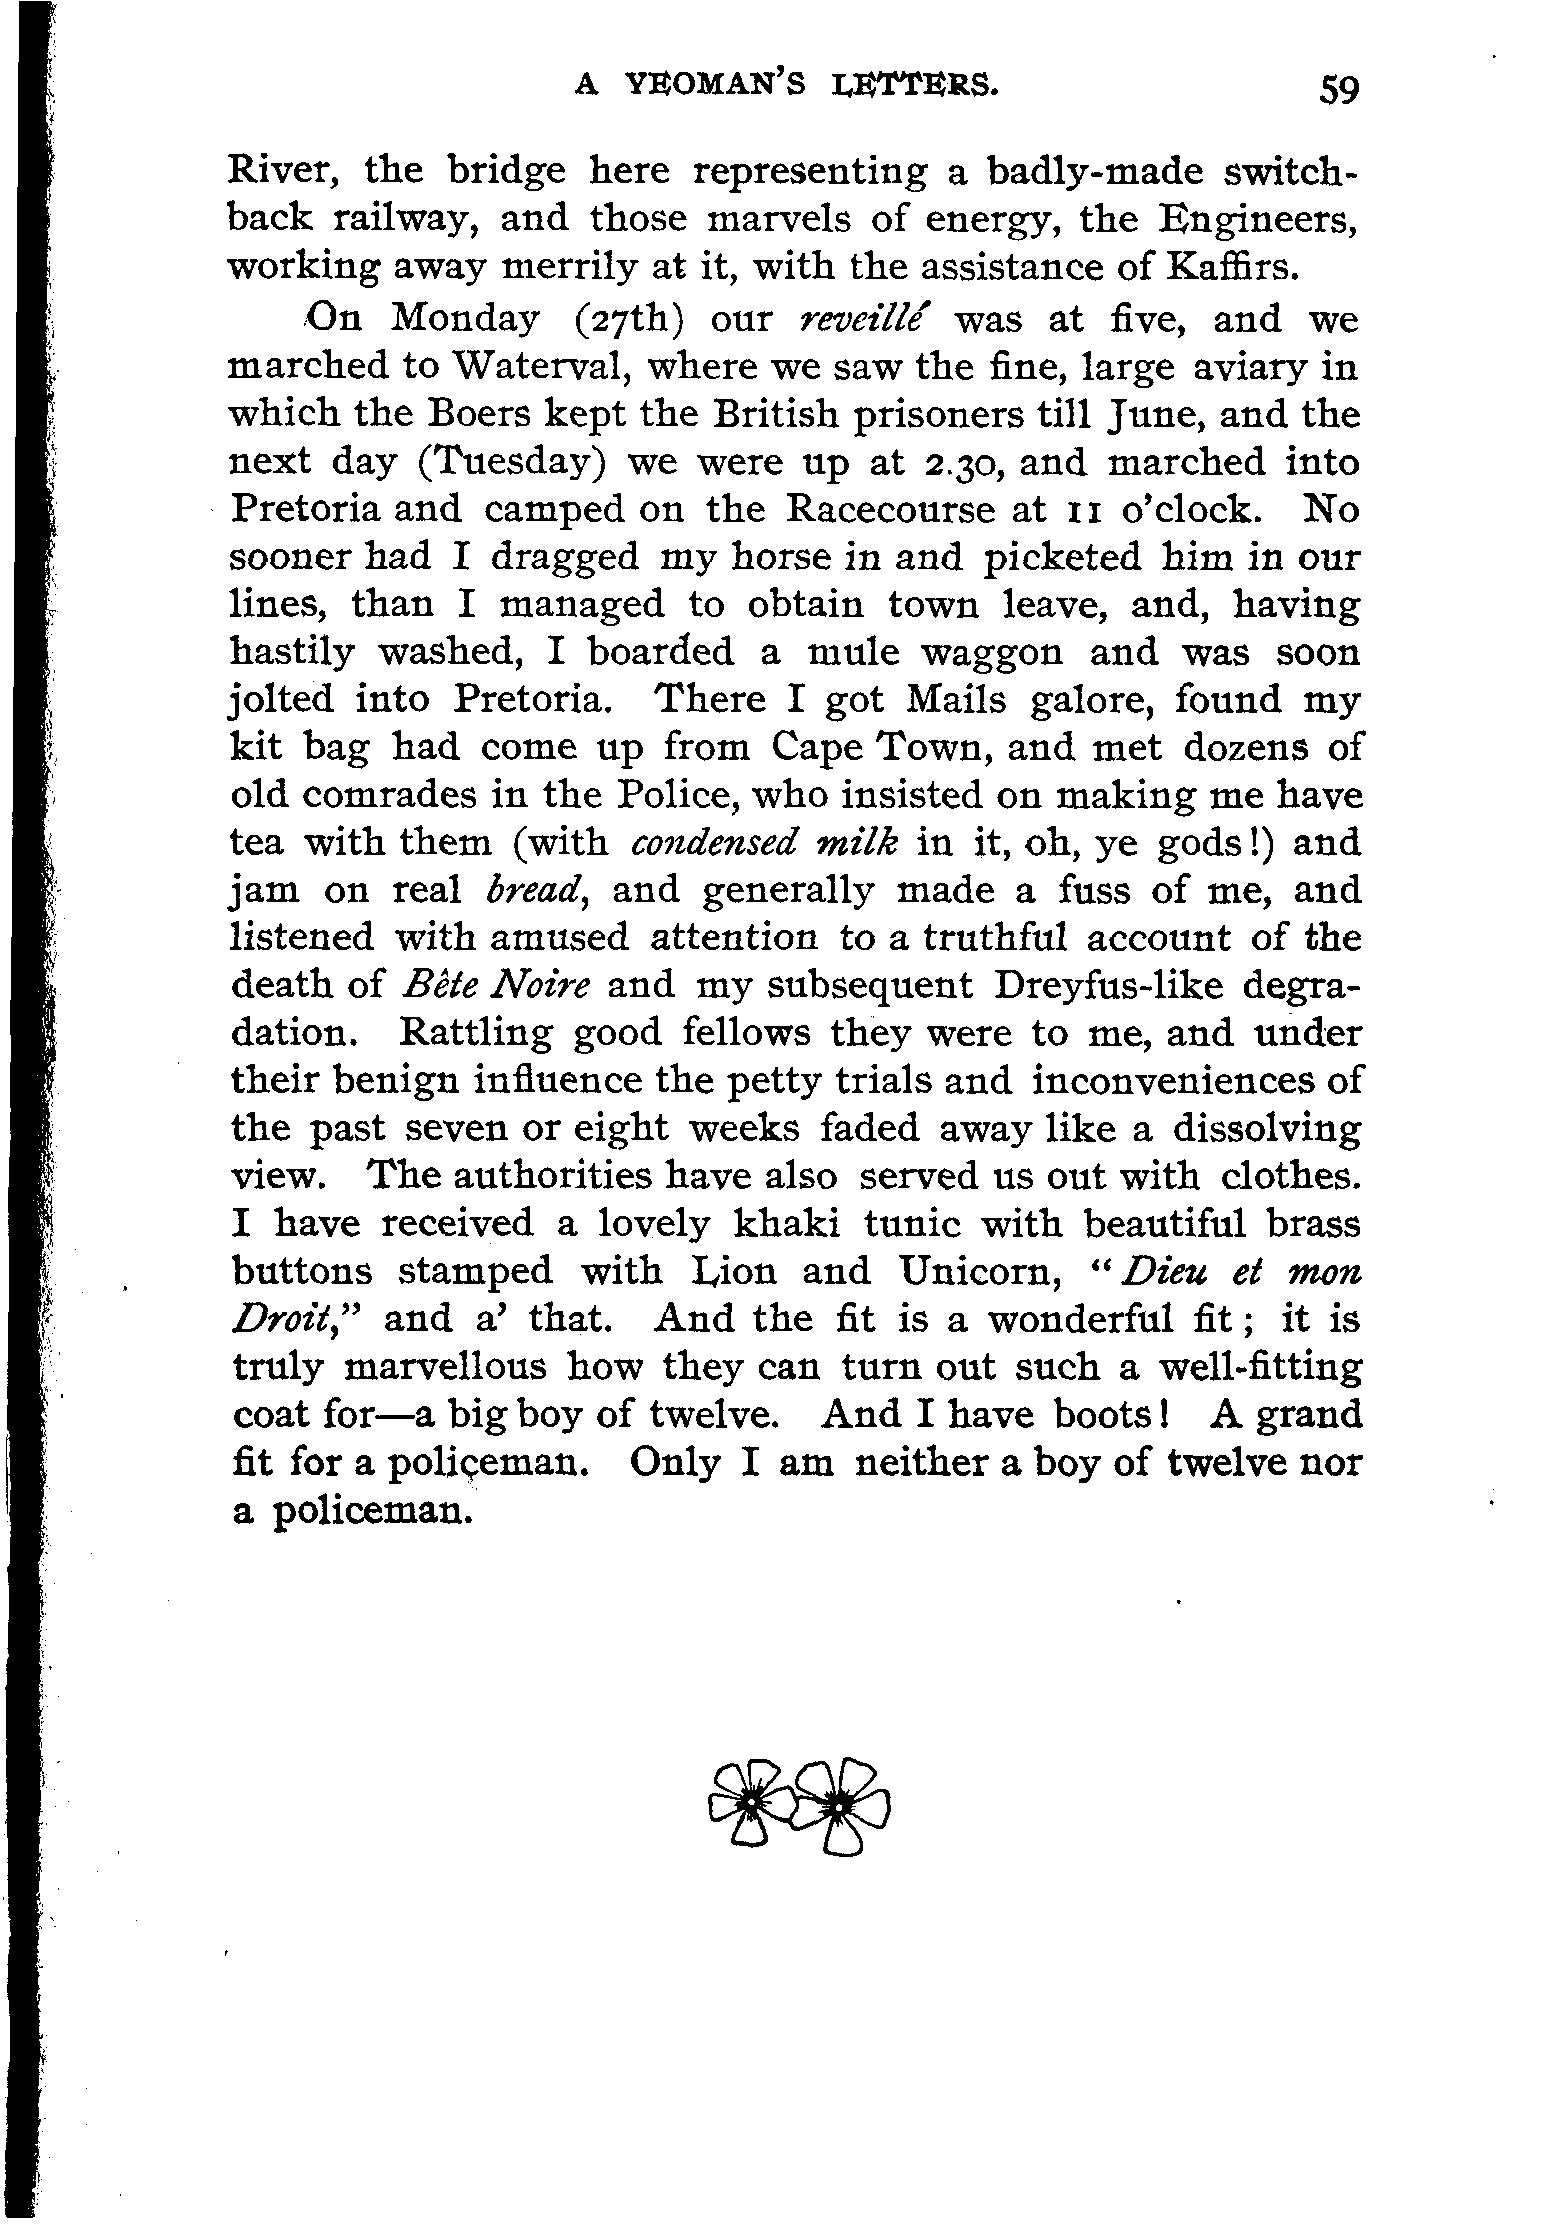 A YEOMAN'S LETTERS. 59
River, the bridge here representing a badly-made switch-
back railway, and those marvels of energy, the Engineers,
working away merrily at it, with the assistance of Kaffirs.
On Monday (27th) our reveillé was at five, and we
marched to Waterval, where we saw the fine, large aviary in
which the Boers kept the British prisoners till June, and the
next day (Tuesday) we were up at 2.30, and marched into
Pretoria and camped on the Racecourse at 11 o'clock. No
sooner had I dragged my horse in and picketed him in our
lines, than I managed to obtain town leave, and, having
hastily washed, I boarded a mule waggon and was soon
jolted into Pretoria. There I got Mails galore, found my
kit bag had come up from Cape Town, and met dozens of
old comrades in the Police, who insisted on making me have
tea with them (with condensed milk in it, oh, ye gods!) and
jam on real bread, and generally made a fuss of me, and
listened with amused attention to a truthful account of the
death of Bête Noire and my subsequent Dreyfus-like degra-
dation. Rattling good fellows they were to me, and under
their benign influence the petty trials and inconveniences of
the past seven or eight weeks faded away like a dissolving
view. The authorities have also served us out with clothes.
I have received a lovely khaki tunic with beautiful brass
buttons stamped with Lion and Unicorn, "Dieu et mon
Droit," and a' that. And the fit is a wonderful fit; it is
truly marvellous how they can turn out such a well-fitting
coat for—a big boy of twelve. And I have boots! A grand
fit for a policeman. Only I am neither a boy of twelve nor
a policeman.